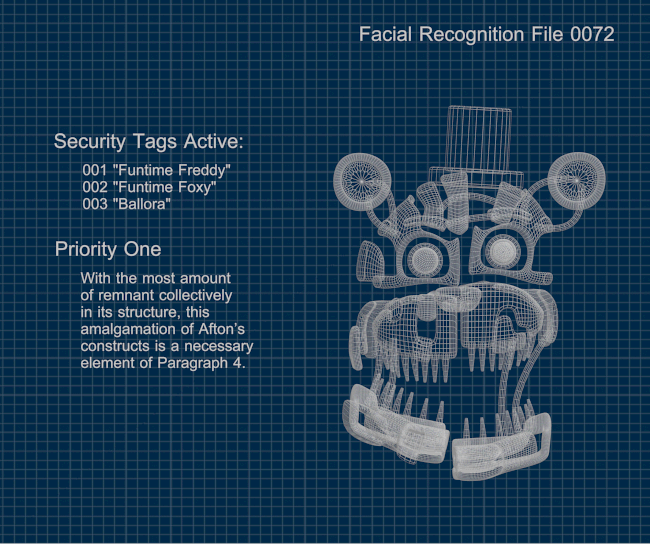 Facial Recognition File 0072
Security Tags Active:
001 "Funtime Freddy"
002 "Funtime Foxy"
003 "Ballora"
Priority One
With the most amount
of remnant collectively
in its structure, this
amalgamation of Afton's
constructs is a necessary
element of Paragraph 4.